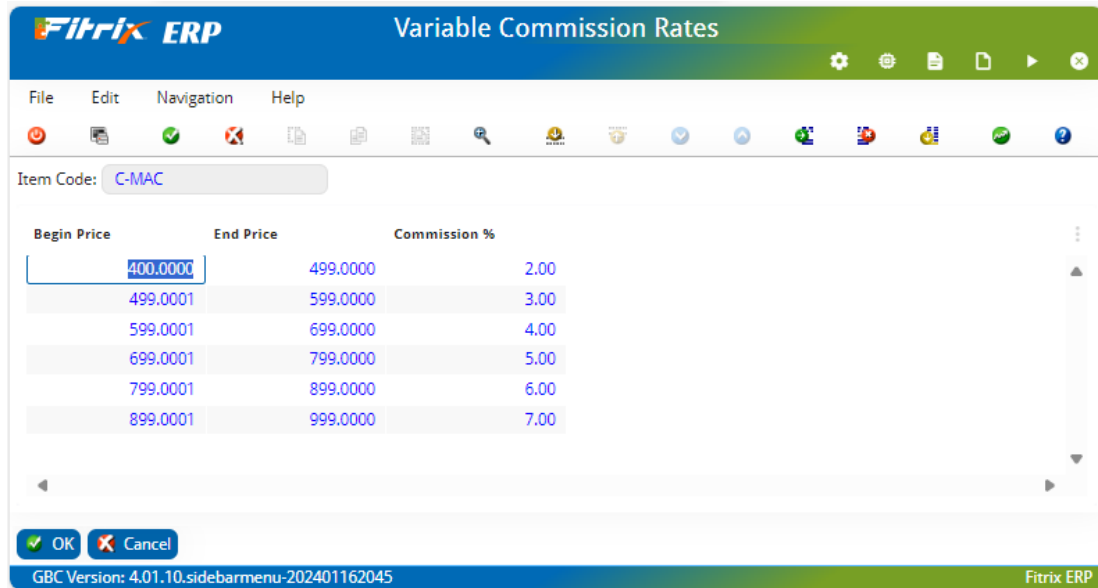 Fitrix ERP
Variable Commission Rates
File Edit Navigation Help
Item Code: C-MAC
Begin Price End Price Commission %
400.0000 499.0000 2.00
499.0001 599.0000 3.00
599.0001 699.0000 4.00
699.0001 799.0000 5.00
799.0001 899.0000 6.00
899.0001 999.0000 7.00
OK Cancel
GBC Version: 4.01.10.sidebarmenu-202401162045 Fitrix ERP